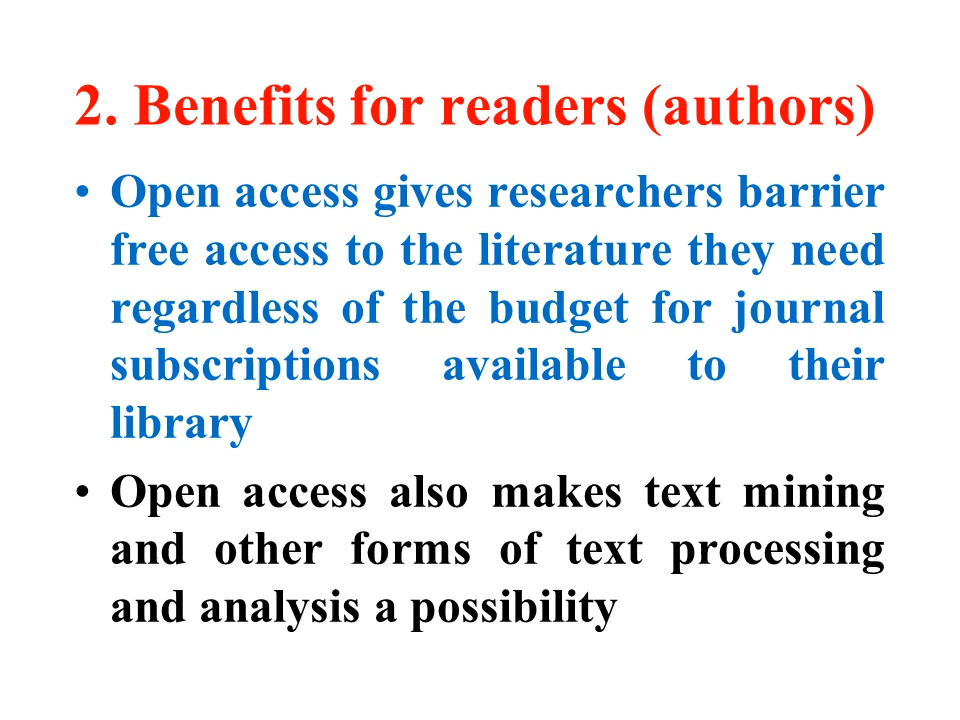 2. Benefits for readers (authors)
• Open access gives researchers barrier
free access to the literature they need
regardless of the budget for journal
subscriptions available to their
library
• Open access also makes text mining
and other forms of text processing
and analysis a possibility